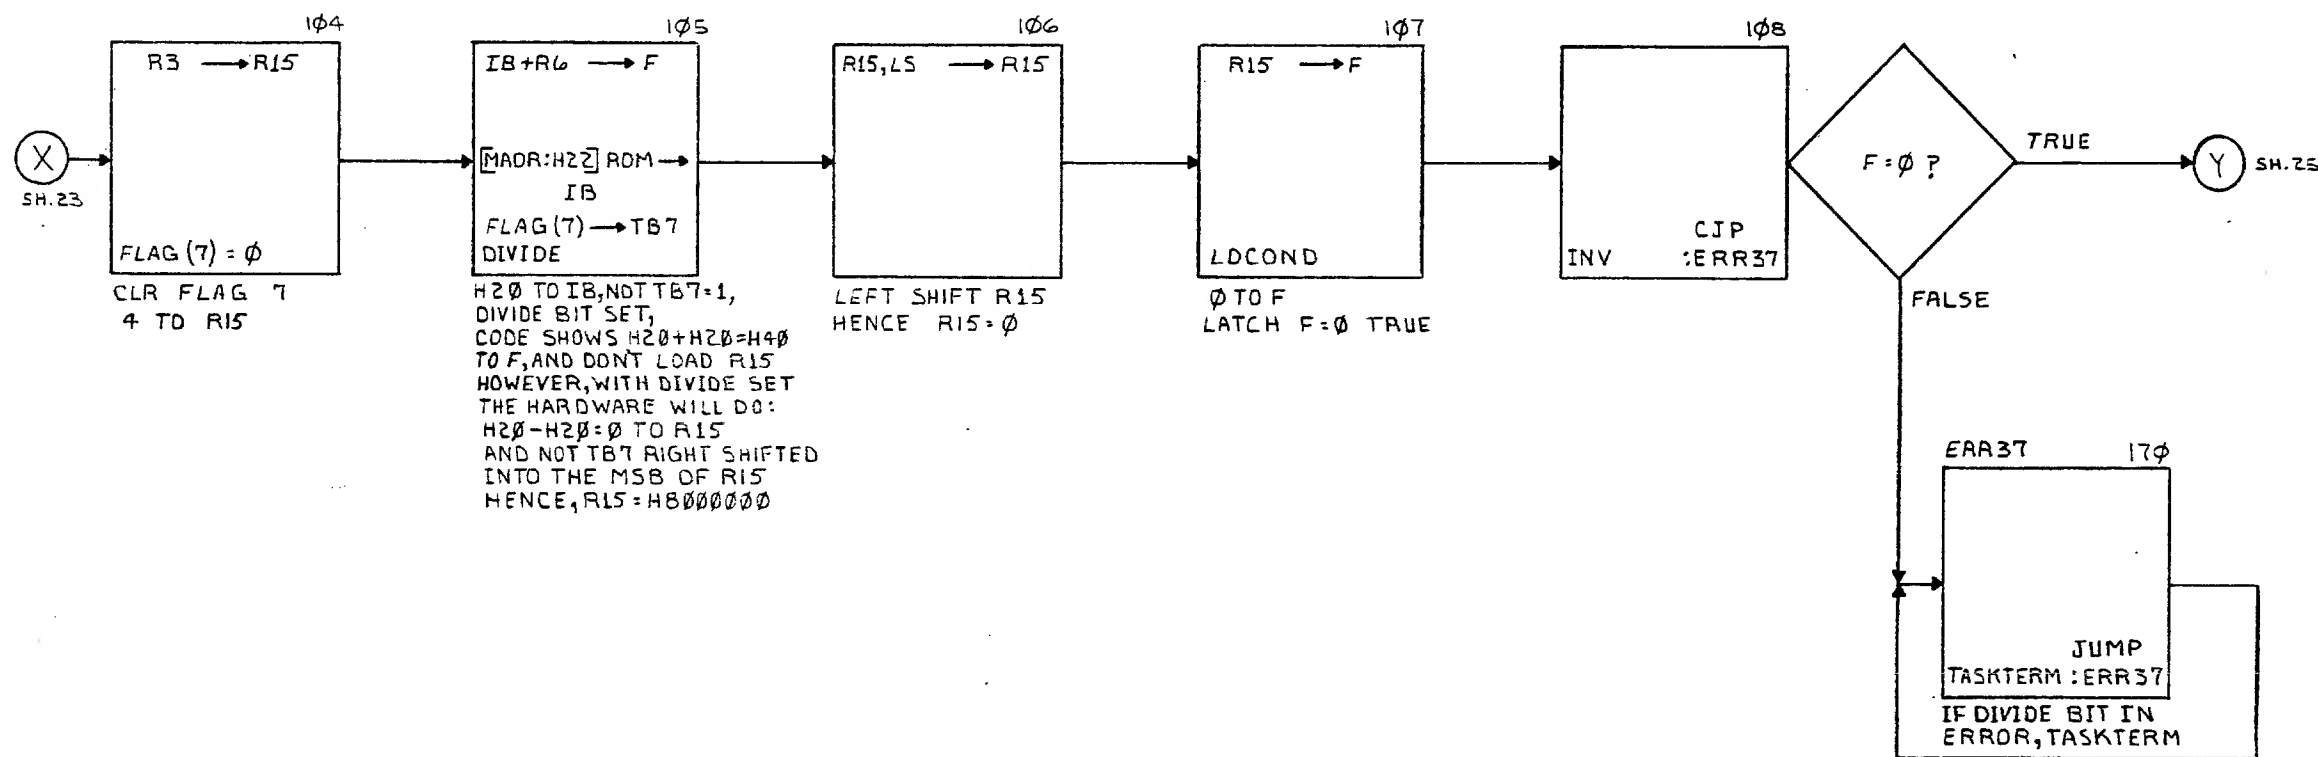 X
SH.23
1Ø4
R3 → R15
FLAG (7) = Ø
CLR FLAG 7
4 TO R15
1Ø5
IB+R6 → F
[MADR:H22] ROM →
IB
FLAG (7) → TB7
DIVIDE
H2Ø TO IB, NOT TB7=1,
DIVIDE BIT SET,
CODE SHOWS H2Ø+H2Ø=H4Ø
TO F, AND DON'T LOAD R15
HOWEVER, WITH DIVIDE SET
THE HARDWARE WILL DO:
H2Ø-H2Ø=Ø TO R15
AND NOT TB7 RIGHT SHIFTED
INTO THE MSB OF R15
HENCE, R15=H8ØØØØØØØ
1Ø6
R15,LS → R15
LEFT SHIFT R15
HENCE R15=Ø
1Ø7
R15 → F
LDCOND
Ø TO F
LATCH F=Ø TRUE
1Ø8
CJP
INV :ERR37
F=Ø ?
TRUE
Y
SH.25
FALSE
ERR37 17Ø
JUMP
TASKTERM :ERR37
IF DIVIDE BIT IN
ERROR, TASKTERM